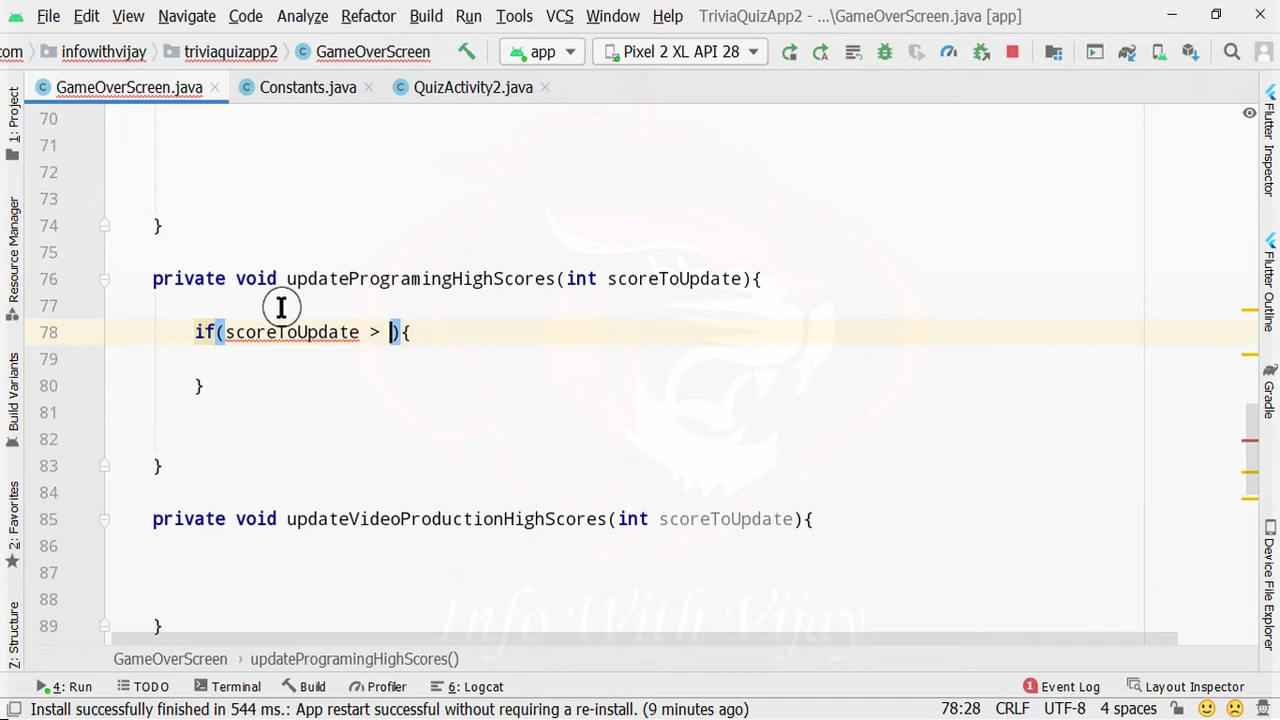 File Edit View Navigate Code Analyze Refactor Build Run Tools VCS Window Help TriviaQuizApp2 - ...\GameOverScreen.java [app]
om infowithvijay triviaquizapp2 GameOverScreen app Pixel 2 XL API 28
GameOverScreen.java Constants.java QuizActivity2.java
1: Project
Resource Manager
Build Variants
2: Favorites
Z: Structure
70
71
72
73
74 }
75
76 private void updateProgramingHighScores(int scoreToUpdate){
77
78 if(scoreToUpdate > ){
79
80 }
81
82
83 }
84
85 private void updateVideoProductionHighScores(int scoreToUpdate){
86
87
88
89 }
Info With Vijay
Flutter Inspector
Flutter Outline
Gradle
Device File Explorer
GameOverScreen › updateProgramingHighScores()
4: Run TODO Terminal Build Profiler 6: Logcat 1 Event Log Layout Inspector
Install successfully finished in 544 ms.: App restart successful without requiring a re-install. (9 minutes ago) 78:28 CRLF UTF-8 4 spaces